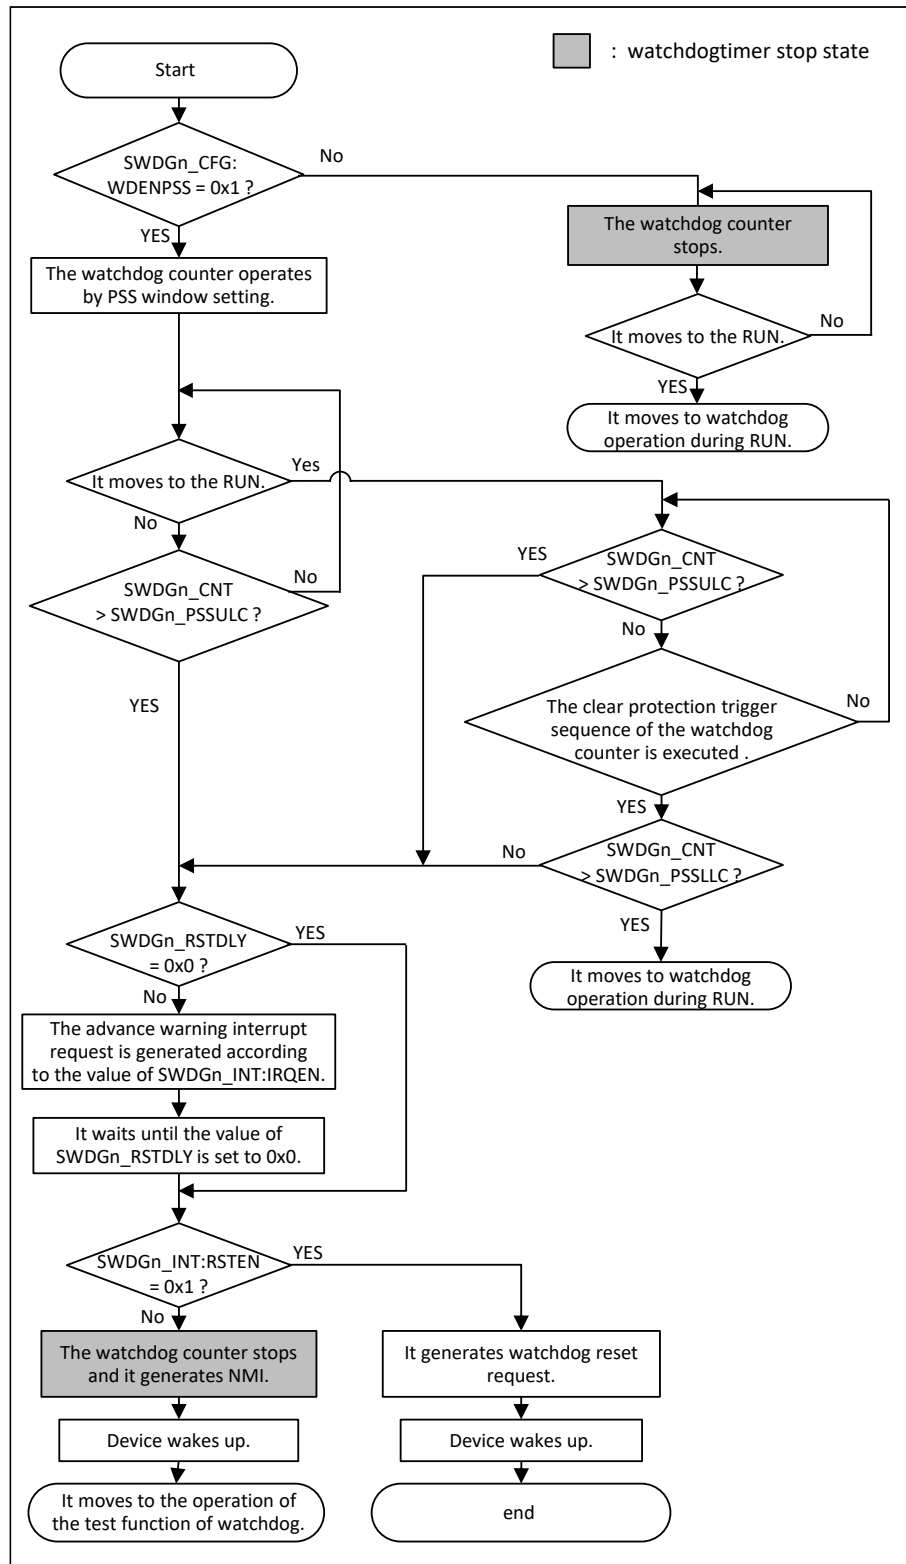 : watchdogtimer stop state
Start
SWDGn_CFG:
WDENPSS = 0x1 ?
No
YES
The watchdog counter
stops.
The watchdog counter operates
by PSS window setting.
It moves to the RUN.
No
YES
It moves to watchdog
operation during RUN.
It moves to the RUN.
Yes
No
SWDGn_CNT
> SWDGn_PSSULC ?
No
YES
SWDGn_CNT
> SWDGn_PSSULC ?
YES
No
The clear protection trigger
sequence of the watchdog
counter is executed .
No
YES
SWDGn_CNT
> SWDGn_PSSLLC ?
No
YES
It moves to watchdog
operation during RUN.
SWDGn_RSTDLY
= 0x0 ?
YES
No
The advance warning interrupt
request is generated according
to the value of SWDGn_INT:IRQEN.
It waits until the value of
SWDGn_RSTDLY is set to 0x0.
SWDGn_INT:RSTEN
= 0x1 ?
YES
No
The watchdog counter stops
and it generates NMI.
It generates watchdog reset
request.
Device wakes up.
Device wakes up.
It moves to the operation of
the test function of watchdog.
end